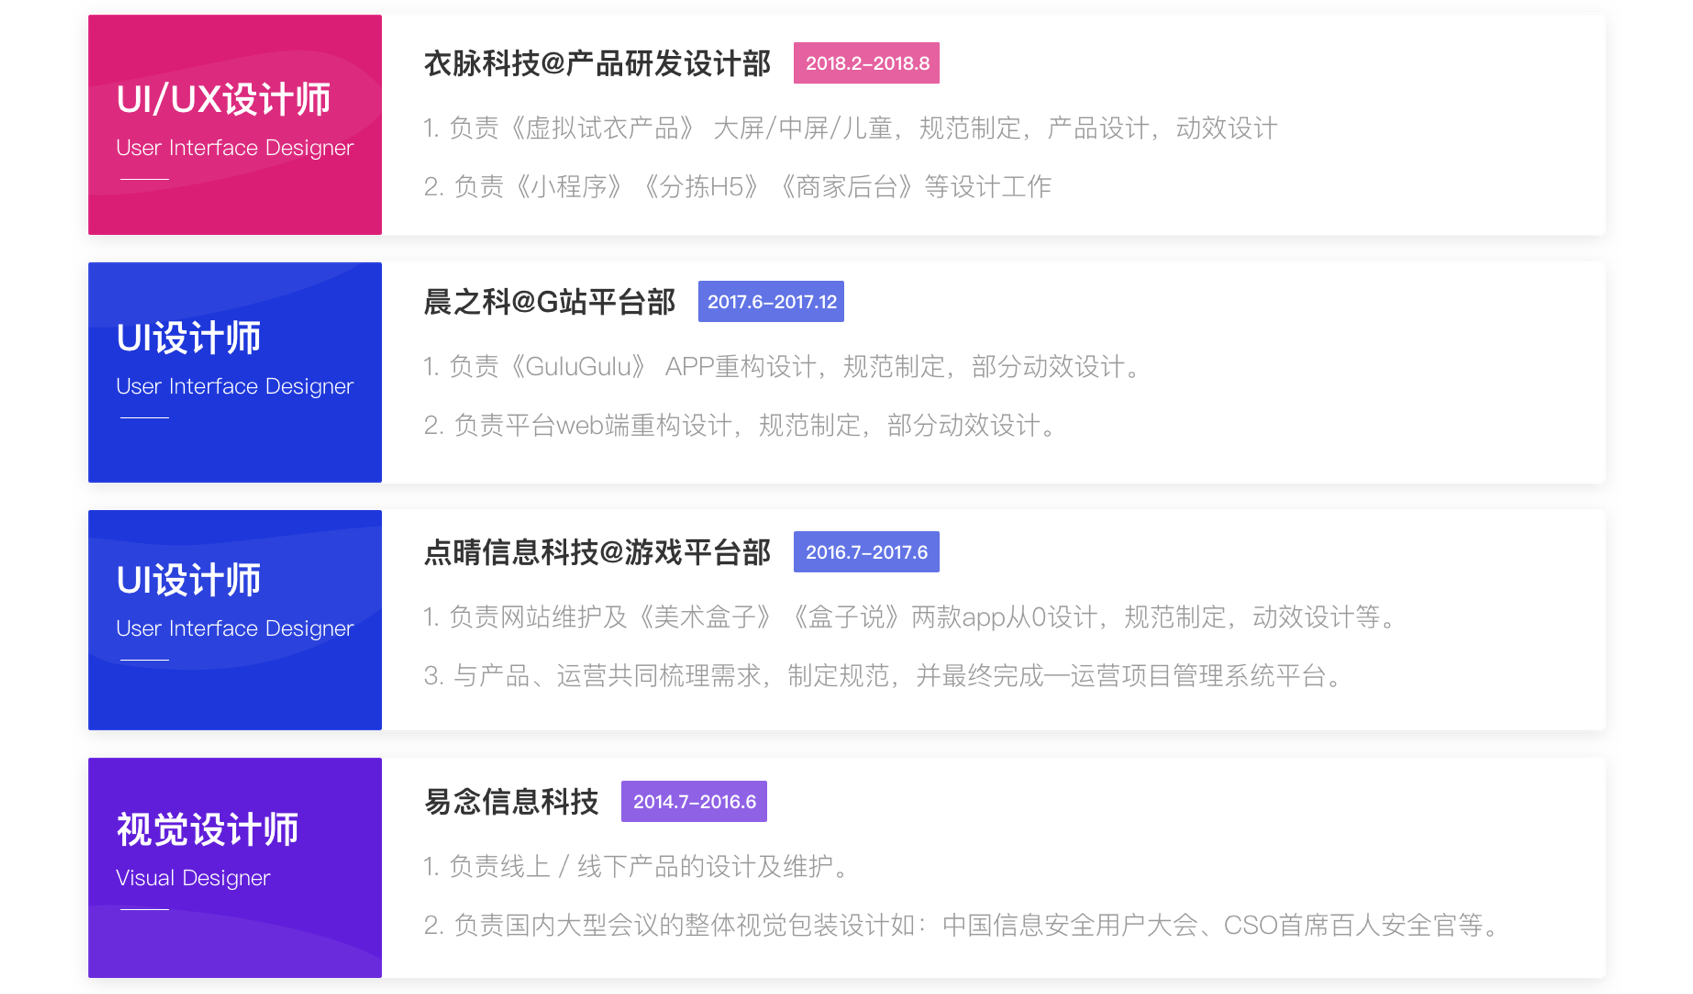 UI/UX设计师
User Interface Designer
衣脉科技@产品研发设计部 2018.2-2018.8
1. 负责《虚拟试衣产品》 大屏/中屏/儿童，规范制定，产品设计，动效设计
2. 负责《小程序》《分拣H5》《商家后台》等设计工作
UI设计师
User Interface Designer
晨之科@G站平台部 2017.6-2017.12
1. 负责《GuluGulu》 APP重构设计，规范制定，部分动效设计。
2. 负责平台web端重构设计，规范制定，部分动效设计。
UI设计师
User Interface Designer
点晴信息科技@游戏平台部 2016.7-2017.6
1. 负责网站维护及《美术盒子》《盒子说》两款app从0设计，规范制定，动效设计等。
3. 与产品、运营共同梳理需求，制定规范，并最终完成—运营项目管理系统平台。
视觉设计师
Visual Designer
易念信息科技 2014.7-2016.6
1. 负责线上 / 线下产品的设计及维护。
2. 负责国内大型会议的整体视觉包装设计如：中国信息安全用户大会、CSO首席百人安全官等。